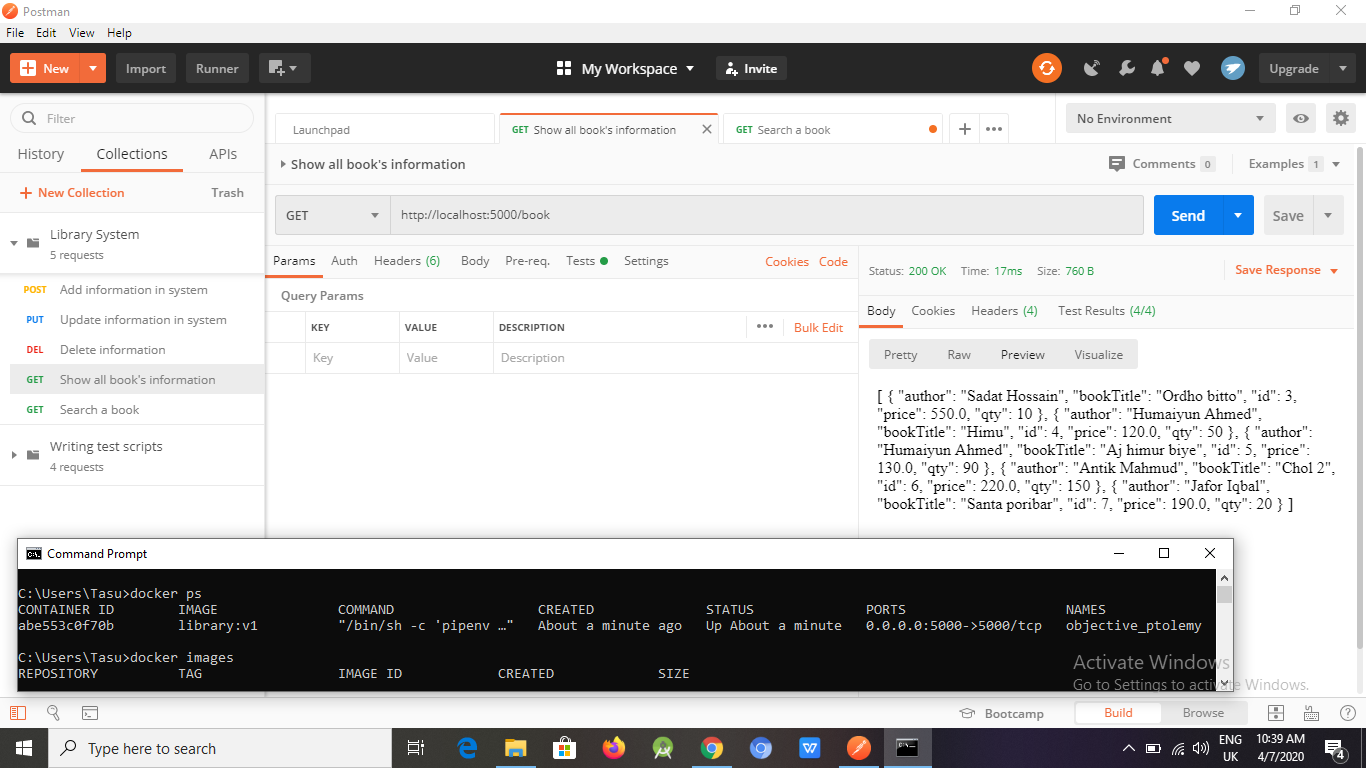 Postman
File Edit View Help
New Import Runner My Workspace Invite Upgrade
Filter
History Collections APIs
New Collection Trash
Library System
5 requests
POST Add information in system
PUT Update information in system
DEL Delete information
GET Show all book's information
GET Search a book
Writing test scripts
4 requests
Launchpad GET Show all book's information GET Search a book No Environment
Show all book's information Comments 0 Examples 1
GET http://localhost:5000/book Send Save
Params Auth Headers (6) Body Pre-req. Tests Settings Cookies Code
Query Params
KEY VALUE DESCRIPTION Bulk Edit
Key Value Description
Status: 200 OK Time: 17ms Size: 760 B Save Response
Body Cookies Headers (4) Test Results (4/4)
Pretty Raw Preview Visualize
[ { "author": "Sadat Hossain", "bookTitle": "Ordho bitto", "id": 3,
"price": 550.0, "qty": 10 }, { "author": "Humaiyun Ahmed",
"bookTitle": "Himu", "id": 4, "price": 120.0, "qty": 50 }, { "author":
"Humaiyun Ahmed", "bookTitle": "Aj himur biye", "id": 5, "price":
130.0, "qty": 90 }, { "author": "Antik Mahmud", "bookTitle": "Chol 2",
"id": 6, "price": 220.0, "qty": 150 }, { "author": "Jafor Iqbal",
"bookTitle": "Santa poribar", "id": 7, "price": 190.0, "qty": 20 } ]
Command Prompt
C:\Users\Tasu>docker ps
CONTAINER ID IMAGE COMMAND CREATED STATUS PORTS NAMES
abe553c0f70b library:v1 "/bin/sh -c 'pipenv …" About a minute ago Up About a minute 0.0.0.0:5000->5000/tcp objective_ptolemy
C:\Users\Tasu>docker images
REPOSITORY TAG IMAGE ID CREATED SIZE
Activate Windows
Go to Settings to activate Windows.
Bootcamp Build Browse
Type here to search
ENG 10:39 AM
UK 4/7/2020 4